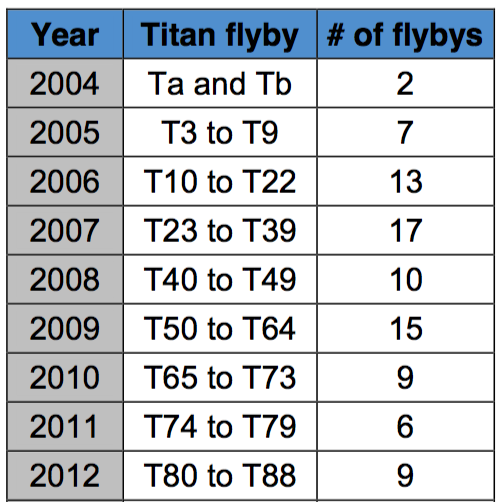 Year Titan flyby # of flybys
2004 Ta and Tb 2
2005 T3 to T9 7
2006 T10 to T22 13
2007 T23 to T39 17
2008 T40 to T49 10
2009 T50 to T64 15
2010 T65 to T73 9
2011 T74 to T79 6
2012 T80 to T88 9